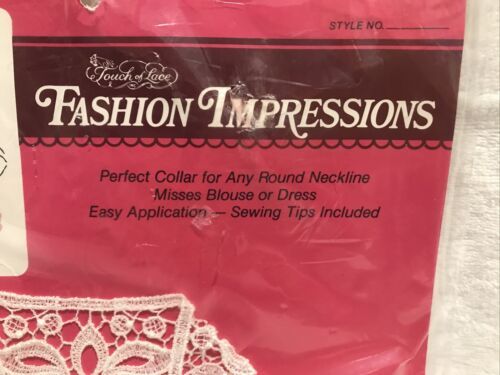 STYLE NO.
Touch of Lace
FASHION IMPRESSIONS
Perfect Collar for Any Round Neckline
Misses Blouse or Dress
Easy Application — Sewing Tips Included